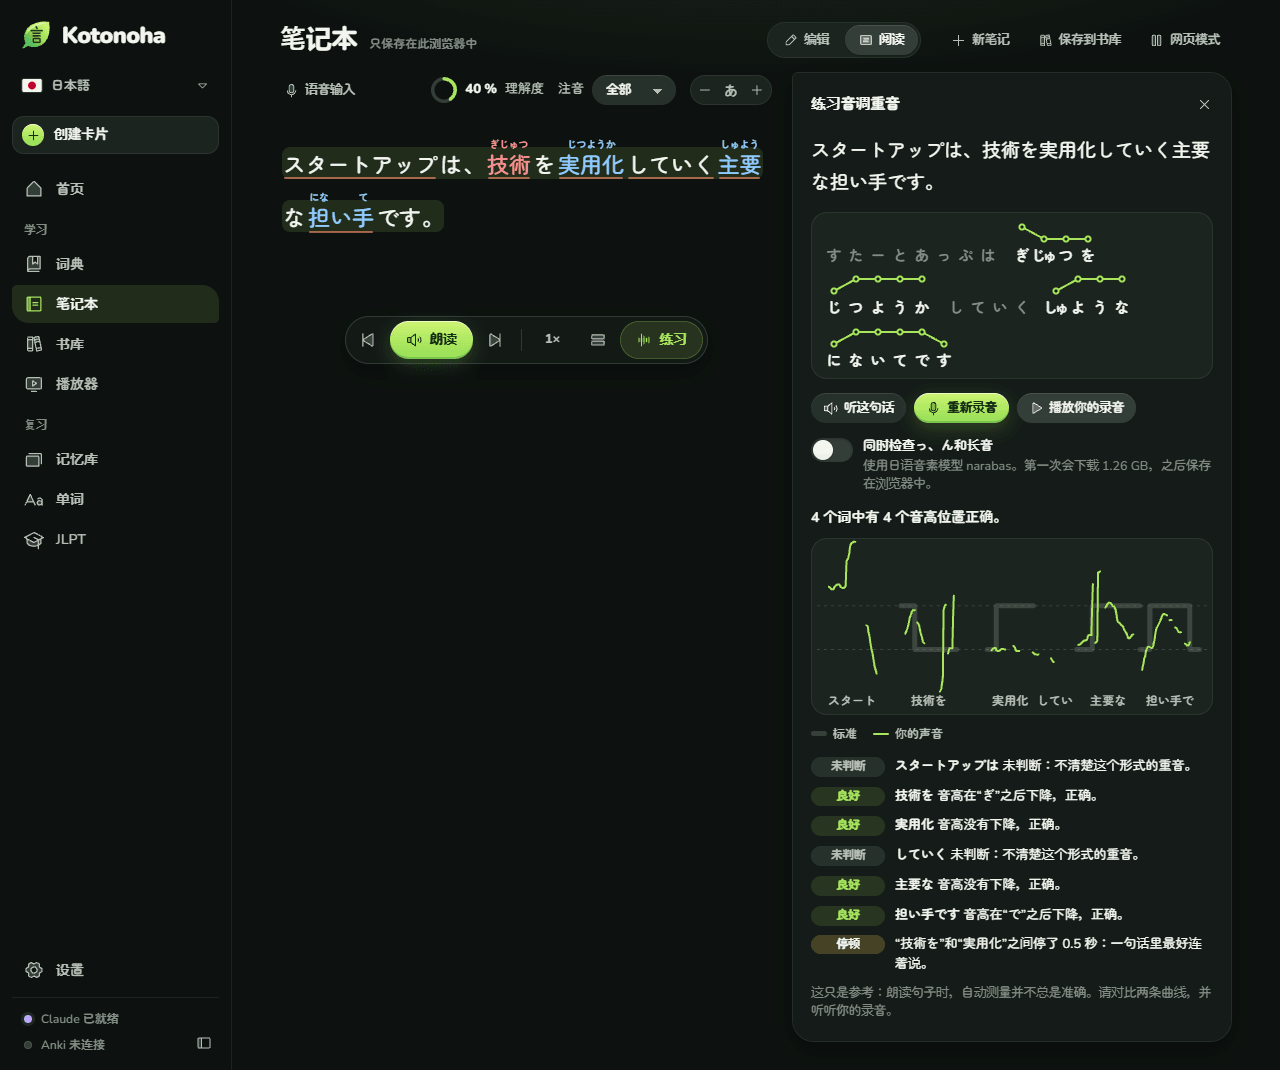 Kotonoha
日本語
创建卡片
首页
学习
词典
笔记本
书库
播放器
复习
记忆库
Aa 单词
JLPT
设置
Claude 已就绪
Anki 未连接
笔记本 只保存在此浏览器中
编辑 阅读 新笔记 保存到书库 网页模式
语音输入 40 % 理解度 注音 全部 − あ +
ぎじゅつ じつようか しゅよう
スタートアップは、技術を実用化していく主要
にな て
な担い手です。
朗读 1× 练习
练习音调重音
スタートアップは、技術を実用化していく主要
な担い手です。
すたーとあっぷは ぎじゅつを
じつようか していく しゅような
にないてです
听这句话 重新录音 播放你的录音
同时检查っ、ん和长音
使用日语音素模型 narabas。第一次会下载 1.26 GB，之后保存
在浏览器中。
4 个词中有 4 个音高位置正确。
スタート 技術を 実用化 してい 主要な 担い手で
标准 你的声音
未判断 スタートアップは 未判断：不清楚这个形式的重音。
良好 技術を 音高在“ぎ”之后下降，正确。
良好 実用化 音高没有下降，正确。
未判断 していく 未判断：不清楚这个形式的重音。
良好 主要な 音高没有下降，正确。
良好 担い手です 音高在“で”之后下降，正确。
停顿 “技術を”和“実用化”之间停了 0.5 秒：一句话里最好连
着说。
这只是参考：朗读句子时，自动测量并不总是准确。请对比两条曲线，并
听听你的录音。